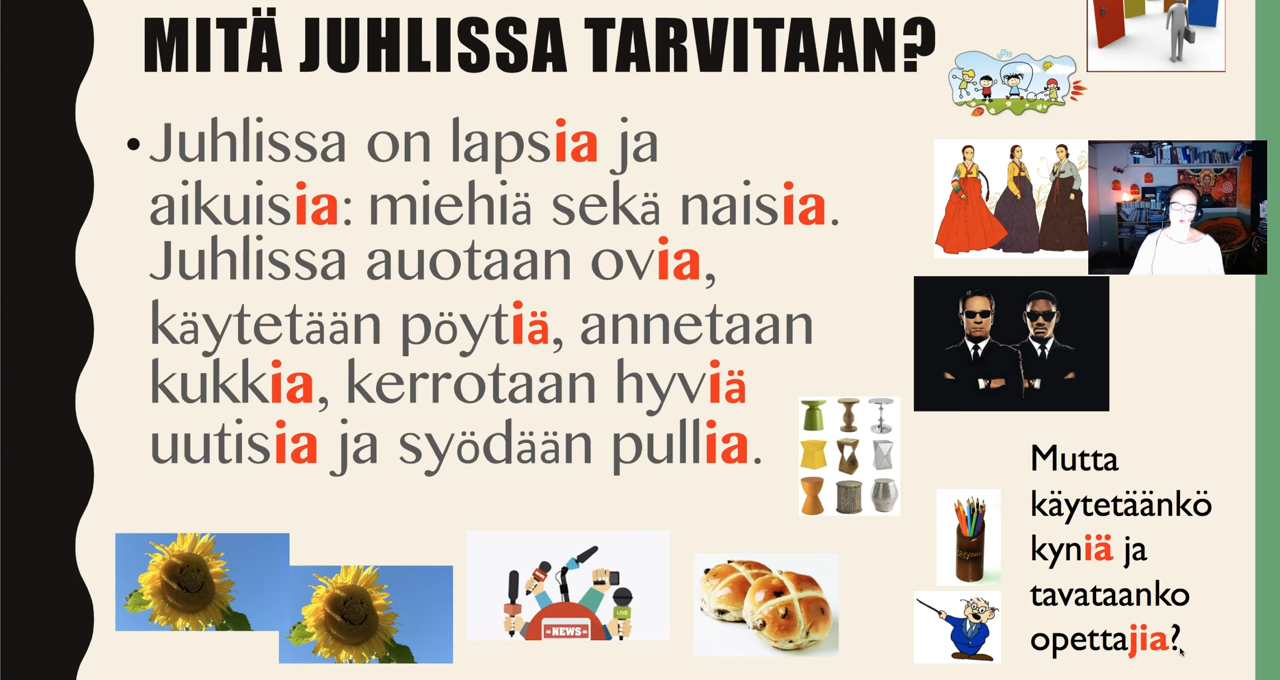 MITÄ JUHLISSA TARVITAAN?
• Juhlissa on lapsia ja
aikuisia: miehiä sekä naisia.
Juhlissa auotaan ovia,
käytetään pöytiä, annetaan
kukkia, kerrotaan hyviä
uutisia ja syödään pullia.
NEWS
LIVE
Mutta
käytetäänkö
kyniä ja
tavataanko
opettajia?